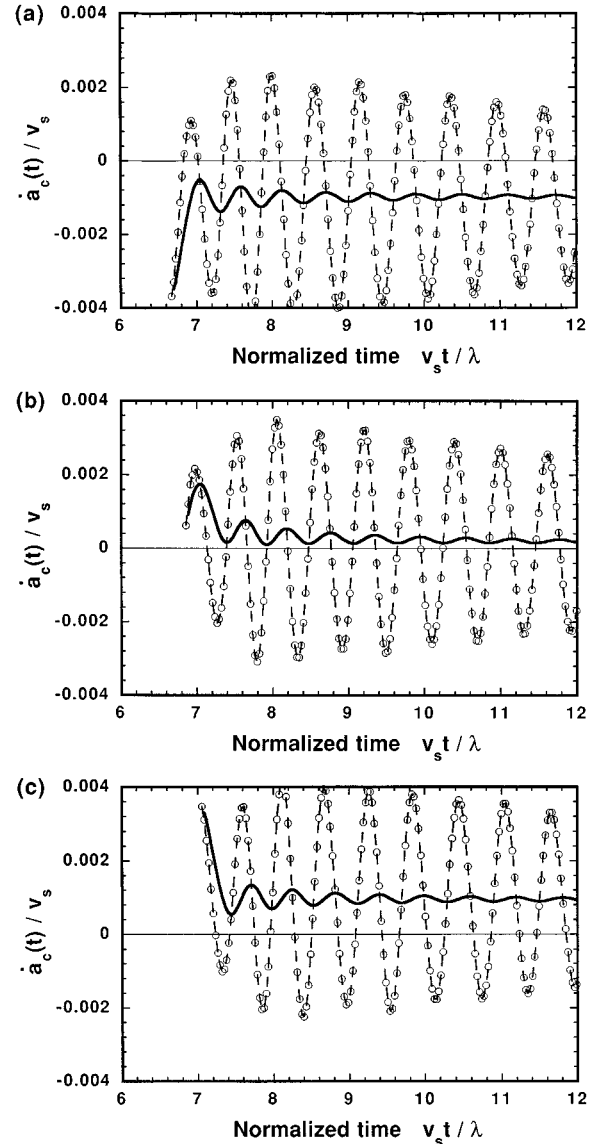 (a)
0.004
0.002
0
-0.002
-0.004
ȧc(t) / vs
6 7 8 9 10 11 12
Normalized time vs t / λ
(b)
0.004
0.002
0
-0.002
-0.004
ȧc(t) / vs
6 7 8 9 10 11 12
Normalized time vs t / λ
(c)
0.004
0.002
0
-0.002
-0.004
ȧc(t) / vs
6 7 8 9 10 11 12
Normalized time vs t / λ